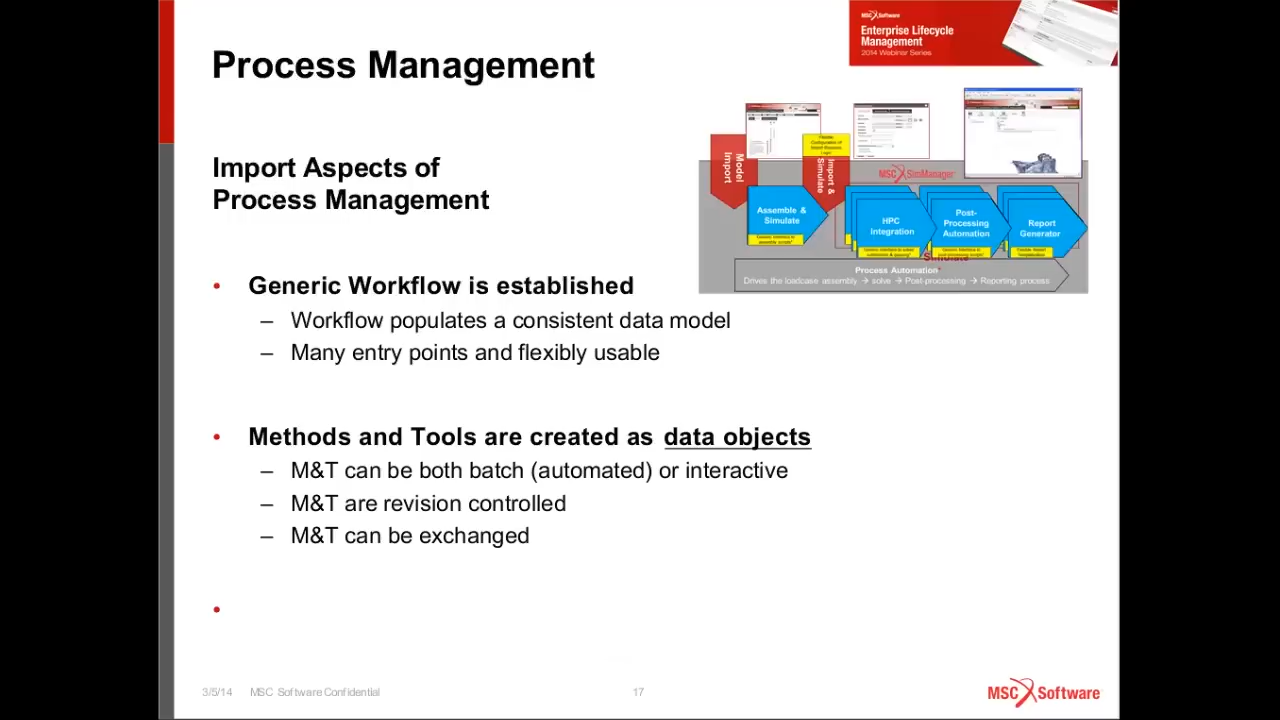 MSC Software
Enterprise Lifecycle
Management
2014 Webinar Series
Process Management
Import Aspects of
Process Management
Model
Import
Import &
Simulate
MSC SimManager
Assemble &
Simulate
HPC
Integration
Post-
Processing
Automation
Report
Generator
Simulate
Process Automation*
Drives the loadcase assembly → solve → Post-processing → Reporting process
• Generic Workflow is established
– Workflow populates a consistent data model
– Many entry points and flexibly usable
• Methods and Tools are created as data objects
– M&T can be both batch (automated) or interactive
– M&T are revision controlled
– M&T can be exchanged
•
3/5/14 MSC Software Confidential 17
MSC Software